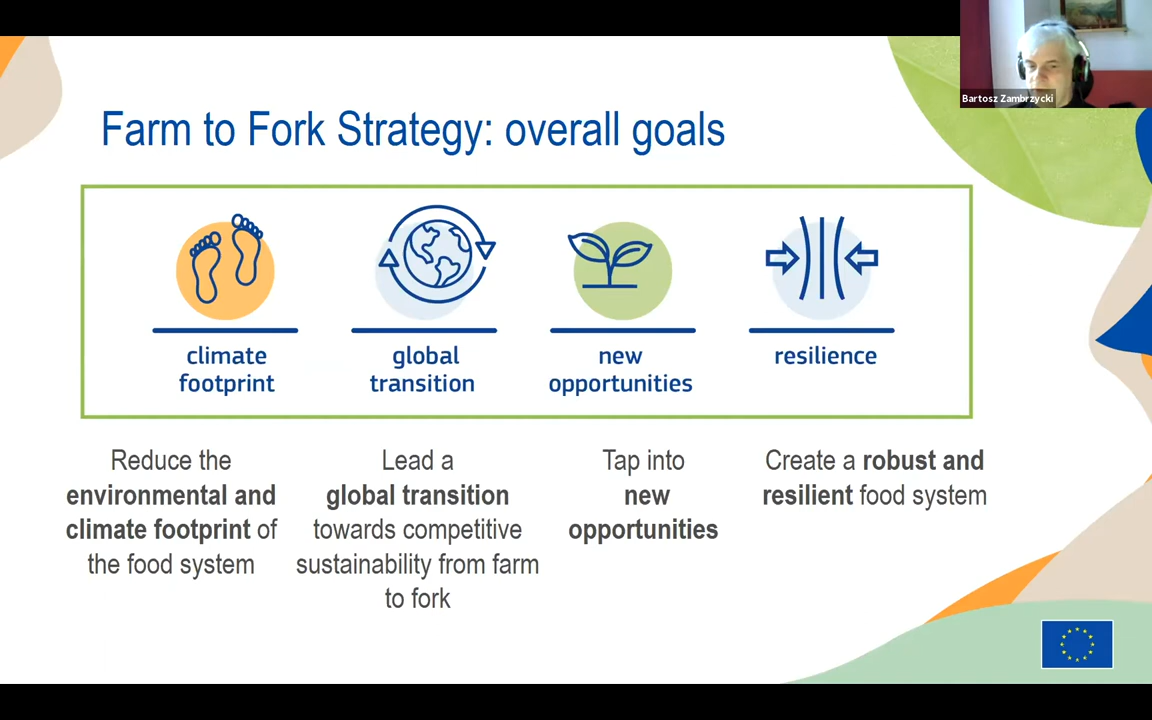 Bartosz Zambrzycki
Farm to Fork Strategy: overall goals
climate
footprint
global
transition
new
opportunities
resilience
Reduce the
environmental and
climate footprint of
the food system
Lead a
global transition
towards competitive
sustainability from farm
to fork
Tap into
new
opportunities
Create a robust and
resilient food system